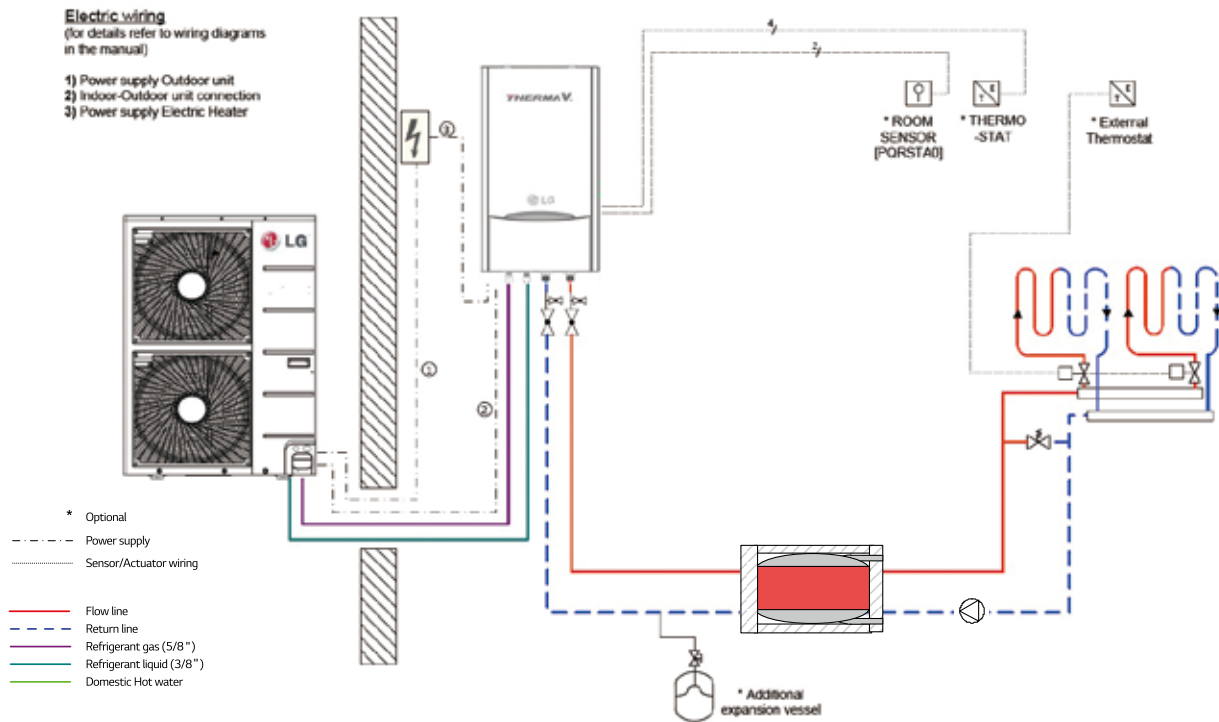 Electric wiring
(for details refer to wiring diagrams
in the manual)
1) Power supply Outdoor unit
2) Indoor-Outdoor unit connection
3) Power supply Electric Heater
4
2
THERMA V.
LG
3
* ROOM
SENSOR
[PQRSTA0]
* THERMO
-STAT
* External
Thermostat
LG
1
2
* Optional
Power supply
Sensor/Actuator wiring
Flow line
Return line
Refrigerant gas (5/8")
Refrigerant liquid (3/8")
Domestic Hot water
* Additional
expansion vessel